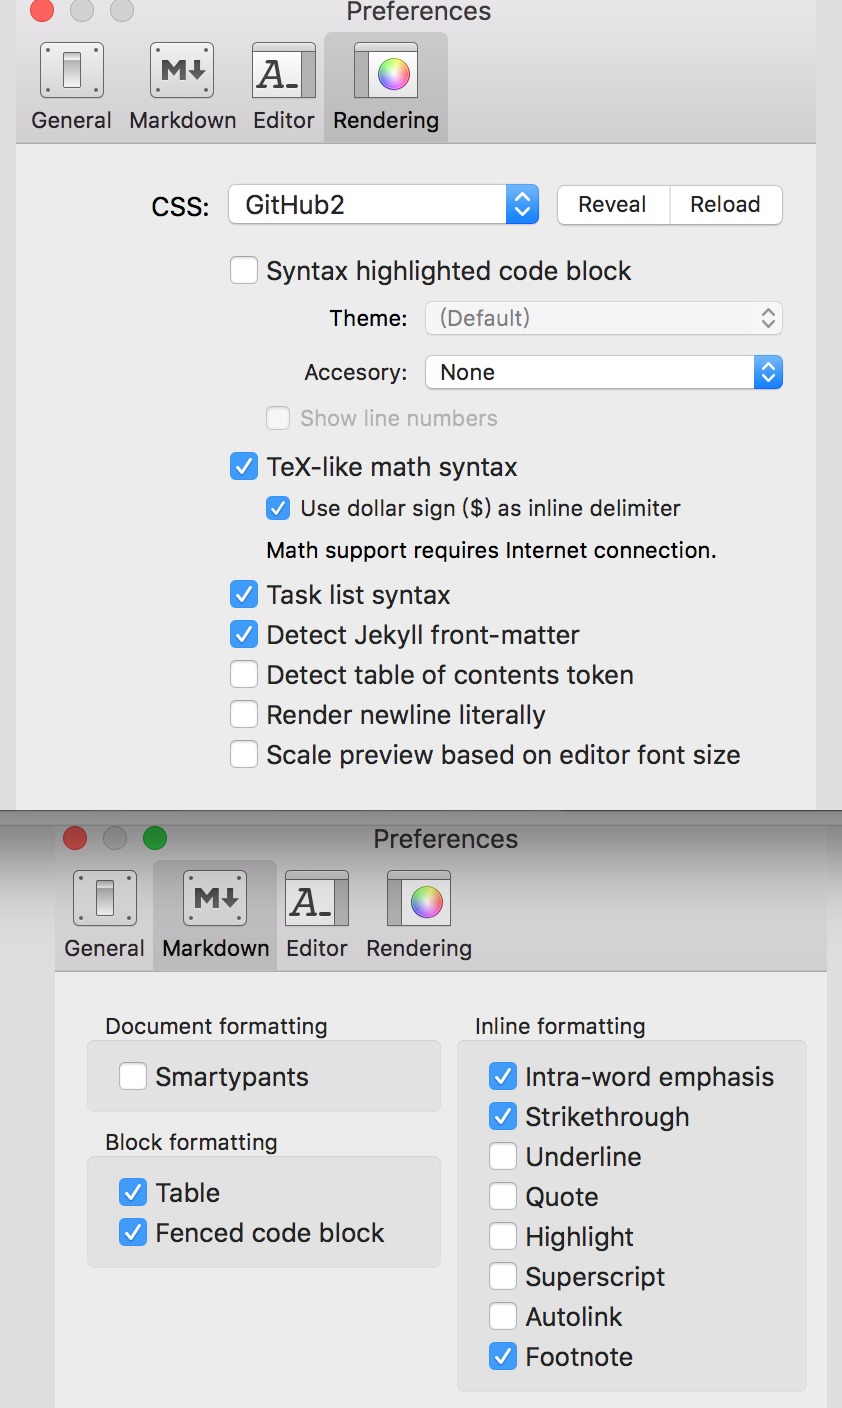 Preferences
General Markdown Editor Rendering
CSS: GitHub2 Reveal Reload
Syntax highlighted code block
Theme: (Default)
Accesory: None
Show line numbers
TeX-like math syntax
Use dollar sign ($) as inline delimiter
Math support requires Internet connection.
Task list syntax
Detect Jekyll front-matter
Detect table of contents token
Render newline literally
Scale preview based on editor font size
Preferences
General Markdown Editor Rendering
Document formatting
Smartypants
Block formatting
Table
Fenced code block
Inline formatting
Intra-word emphasis
Strikethrough
Underline
Quote
Highlight
Superscript
Autolink
Footnote